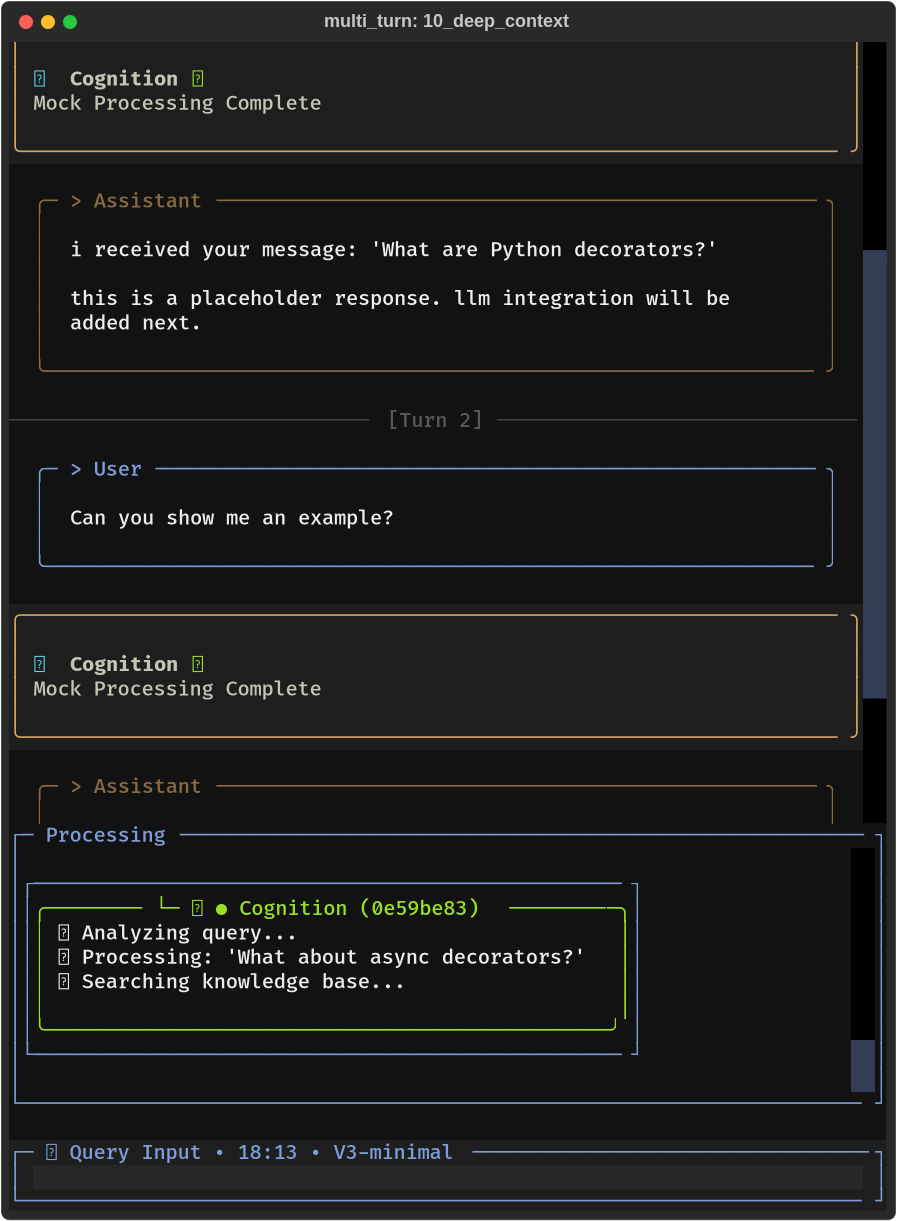 multi_turn: 10_deep_context
Cognition
Mock Processing Complete
> Assistant
i received your message: 'What are Python decorators?'
this is a placeholder response. llm integration will be
added next.
[Turn 2]
> User
Can you show me an example?
Cognition
Mock Processing Complete
> Assistant
Processing
└─ ● Cognition (0e59be83)
Analyzing query...
Processing: 'What about async decorators?'
Searching knowledge base...
Query Input • 18:13 • V3-minimal